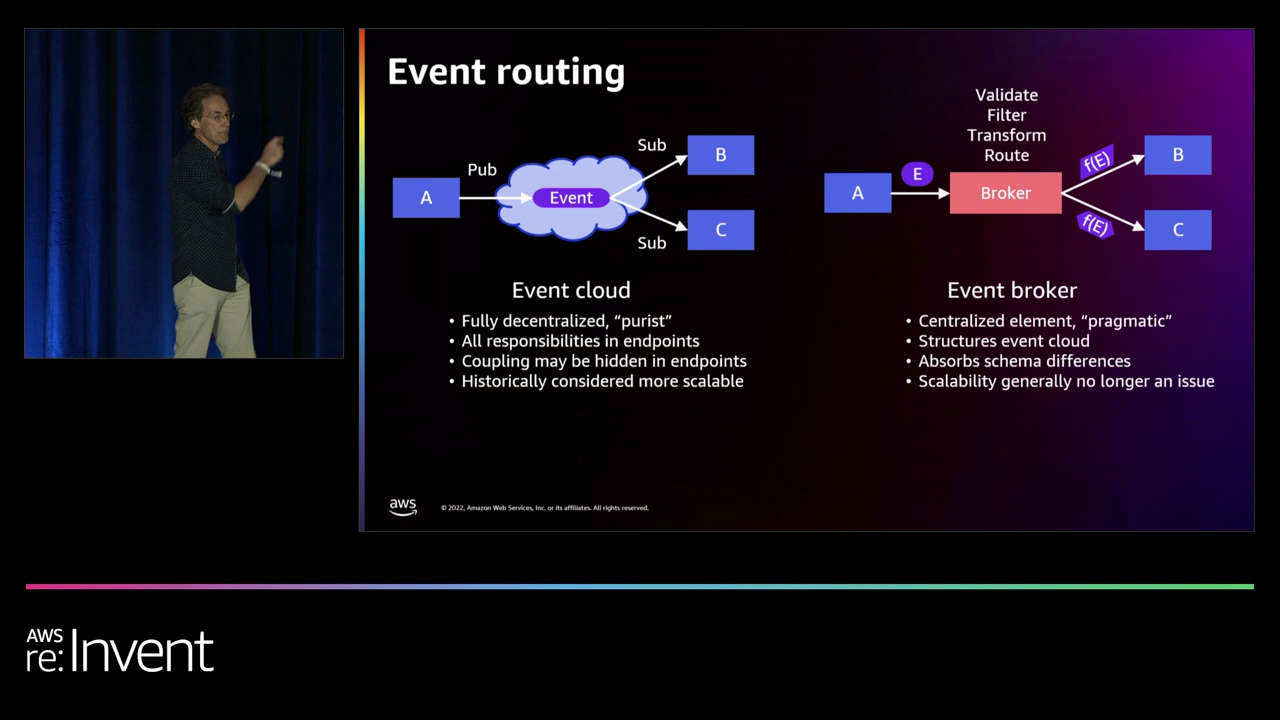 Event routing
Pub
Sub
A
Event
B
C
Sub
Event cloud
• Fully decentralized, “purist”
• All responsibilities in endpoints
• Coupling may be hidden in endpoints
• Historically considered more scalable
Validate
Filter
Transform
Route
A
E
Broker
f(E)
B
f(E)
C
Event broker
• Centralized element, “pragmatic”
• Structures event cloud
• Absorbs schema differences
• Scalability generally no longer an issue
aws
© 2022, Amazon Web Services, Inc. or its affiliates. All rights reserved.
AWS
re:Invent